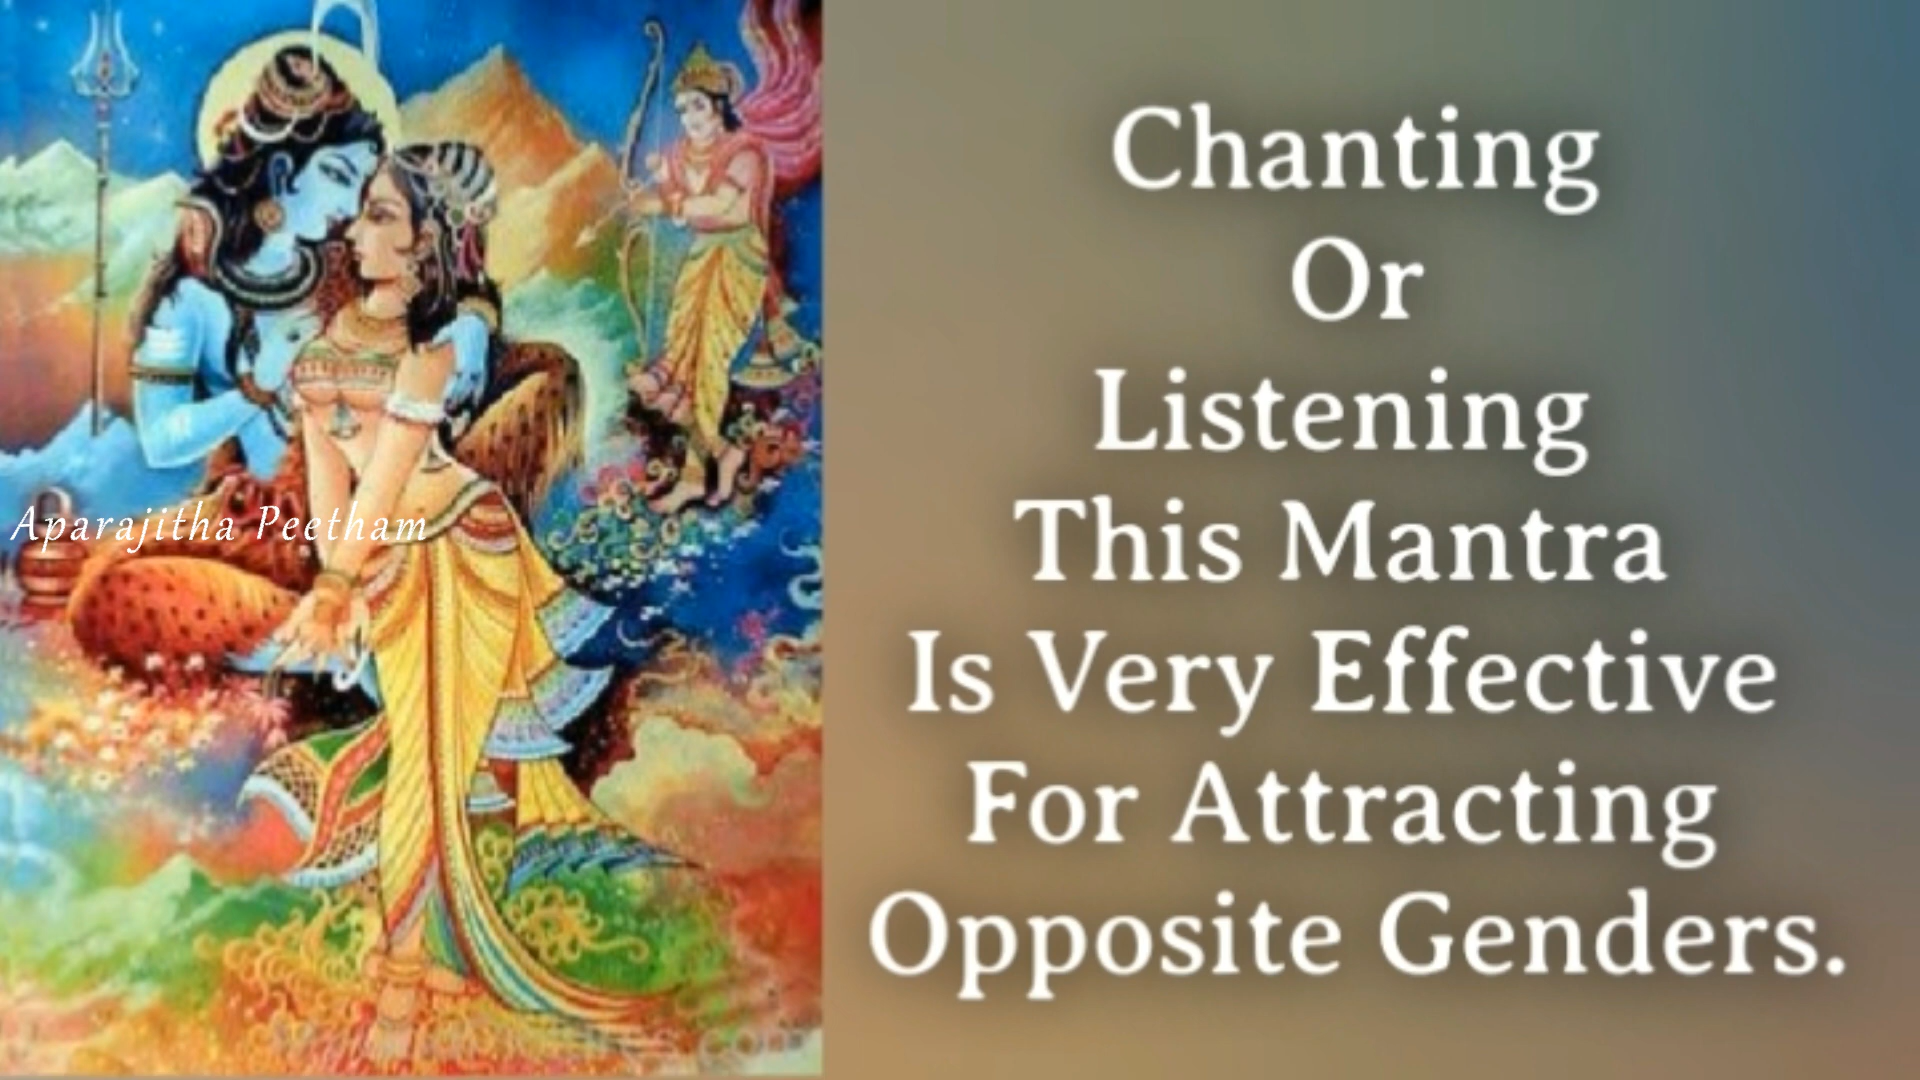 Aparajitha Peetham
Chanting
Or
Listening
This Mantra
Is Very Effective
For Attracting
Opposite Genders.